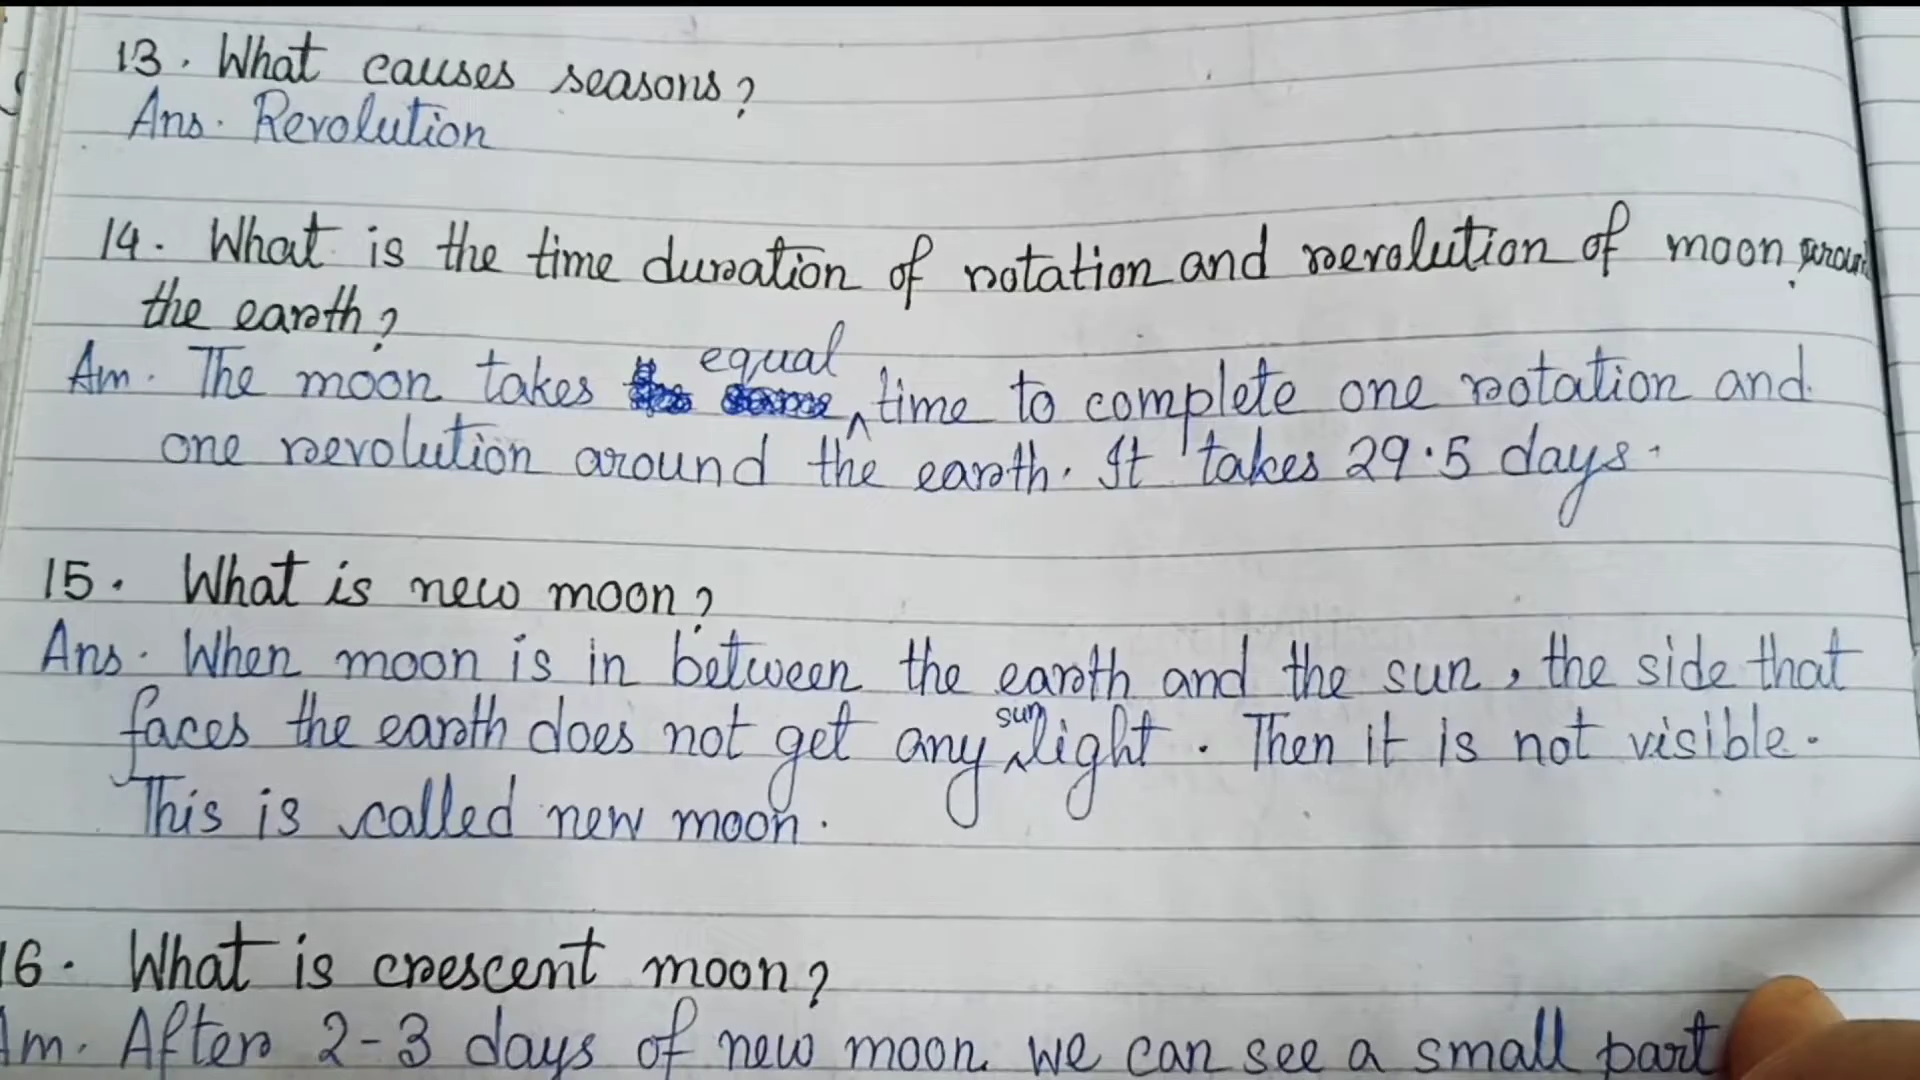 13. What causes seasons?
Ans. Revolution
14. What is the time duration of rotation and revolution of moon around
the earth?
equal
Ans. The moon takes time to complete one rotation and
one revolution around the earth. It takes 29.5 days.
15. What is new moon?
Ans. When moon is in between the earth and the sun, the side that
sun
faces the earth does not get any light. Then it is not visible.
This is called new moon.
16. What is crescent moon?
Ans. After 2-3 days of new moon we can see a small part